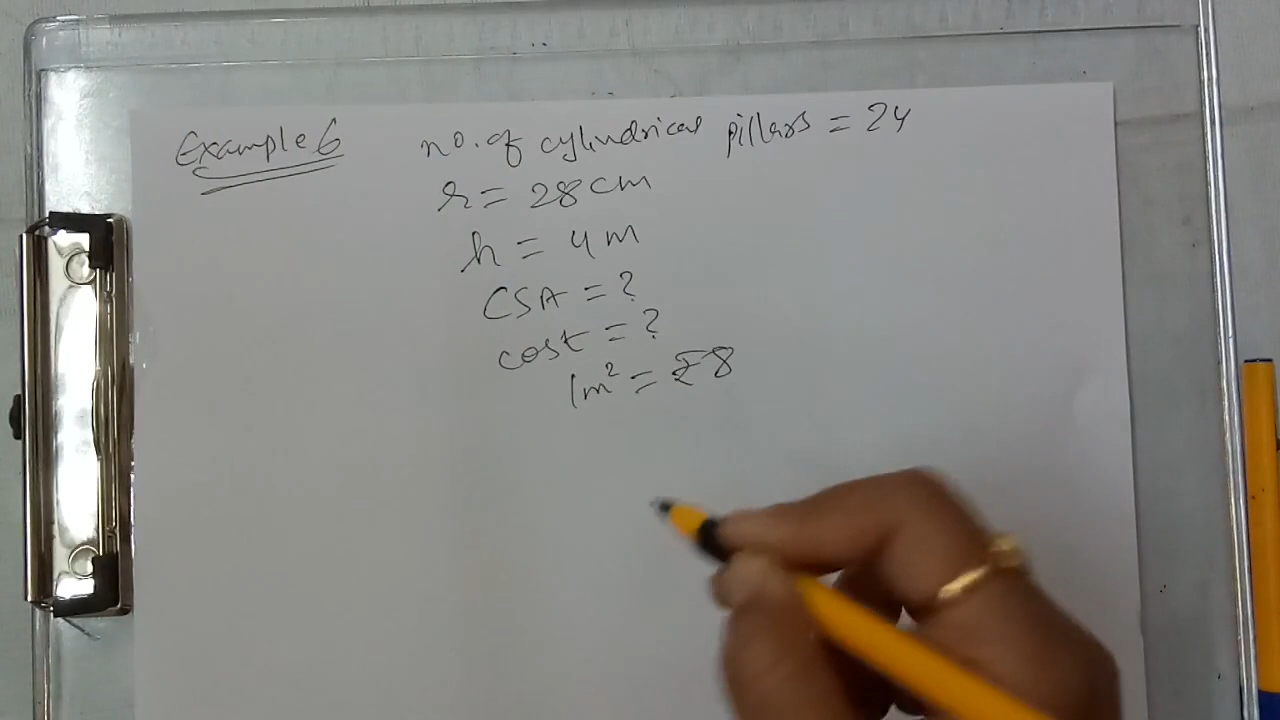 Example 6
no. of cylindrical pillars = 24
r = 28 cm
h = 4 m
CSA = ?
cost = ?
1m² = ₹8